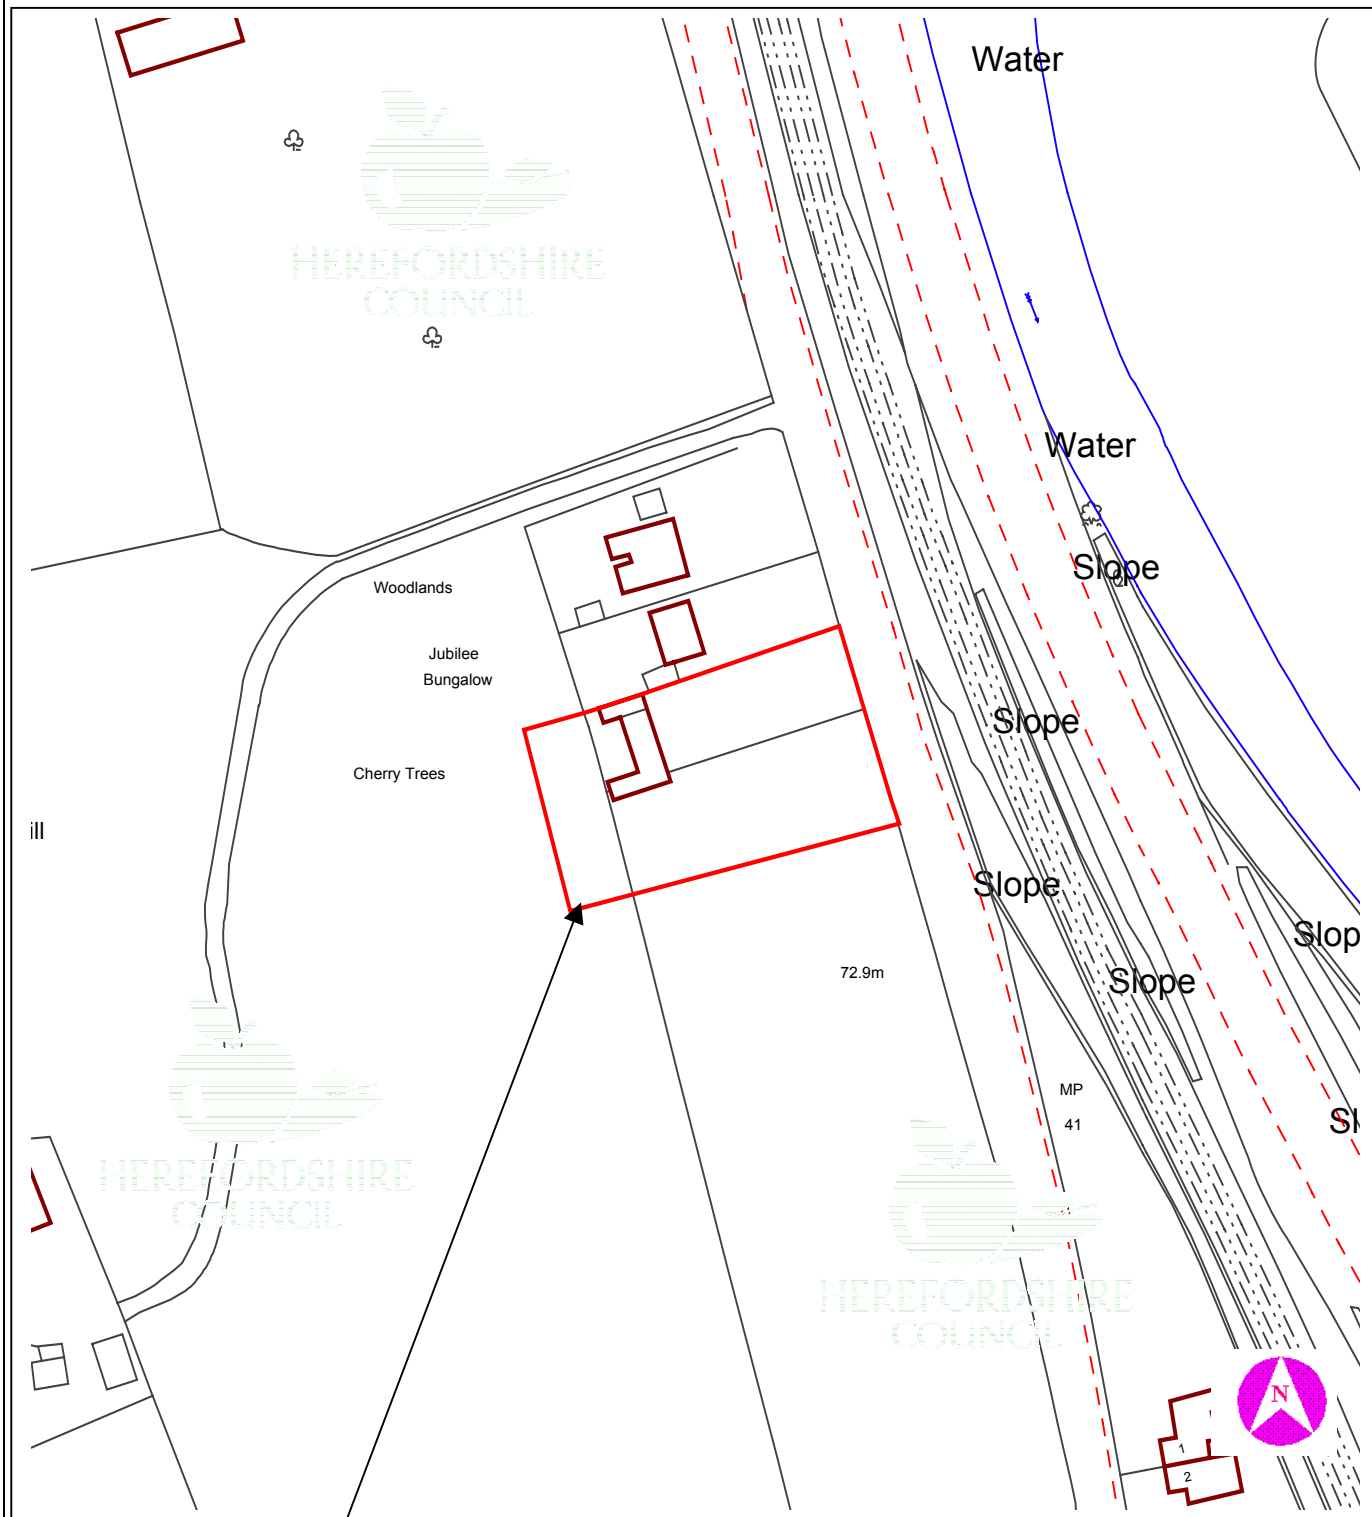 Water
HEREFORDSHIRE
COUNCIL
Water
Slope
Woodlands
Jubilee
Bungalow
Slope
Cherry Trees
ill
Slope
Slop
72.9m
Slope
MP
41
Sl
HEREFORDSHIRE
COUNCIL
HEREFORDSHIRE
COUNCIL
N
1
2